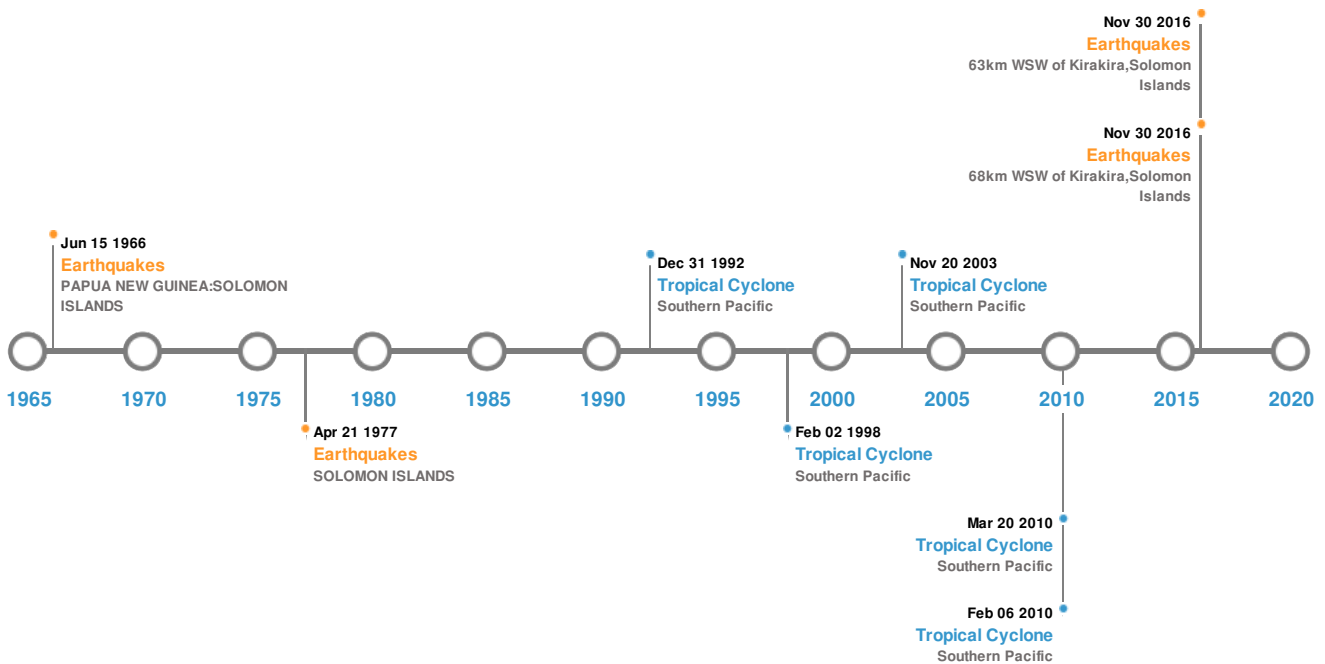 Nov 30 2016
Earthquakes
63km WSW of Kirakira,Solomon
Islands
Nov 30 2016
Earthquakes
68km WSW of Kirakira,Solomon
Islands
Jun 15 1966
Earthquakes
PAPUA NEW GUINEA:SOLOMON
ISLANDS
Dec 31 1992
Tropical Cyclone
Southern Pacific
Nov 20 2003
Tropical Cyclone
Southern Pacific
1965 1970 1975 1980 1985 1990 1995 2000 2005 2010 2015 2020
Apr 21 1977
Earthquakes
SOLOMON ISLANDS
Feb 02 1998
Tropical Cyclone
Southern Pacific
Mar 20 2010
Tropical Cyclone
Southern Pacific
Feb 06 2010
Tropical Cyclone
Southern Pacific